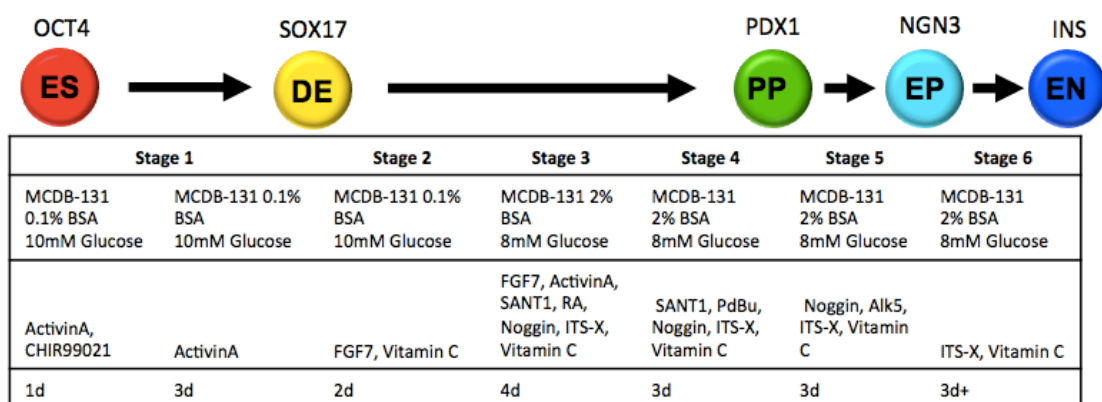 OCT4 SOX17 PDX1 NGN3 INS
ES DE PP EP EN
Stage 1 Stage 2 Stage 3 Stage 4 Stage 5 Stage 6
MCDB-131
0.1% BSA
10mM Glucose
MCDB-131 0.1%
BSA
10mM Glucose
MCDB-131 0.1%
BSA
10mM Glucose
MCDB-131 2%
BSA
8mM Glucose
MCDB-131
2% BSA
8mM Glucose
MCDB-131
2% BSA
8mM Glucose
MCDB-131
2% BSA
8mM Glucose
ActivinA,
CHIR99021
ActivinA
FGF7, Vitamin C
FGF7, ActivinA,
SANT1, RA,
Noggin, ITS-X,
Vitamin C
SANT1, PdBu,
Noggin, ITS-X,
Vitamin C
Noggin, Alk5,
ITS-X, Vitamin
C
ITS-X, Vitamin C
1d 3d 2d 4d 3d 3d 3d+